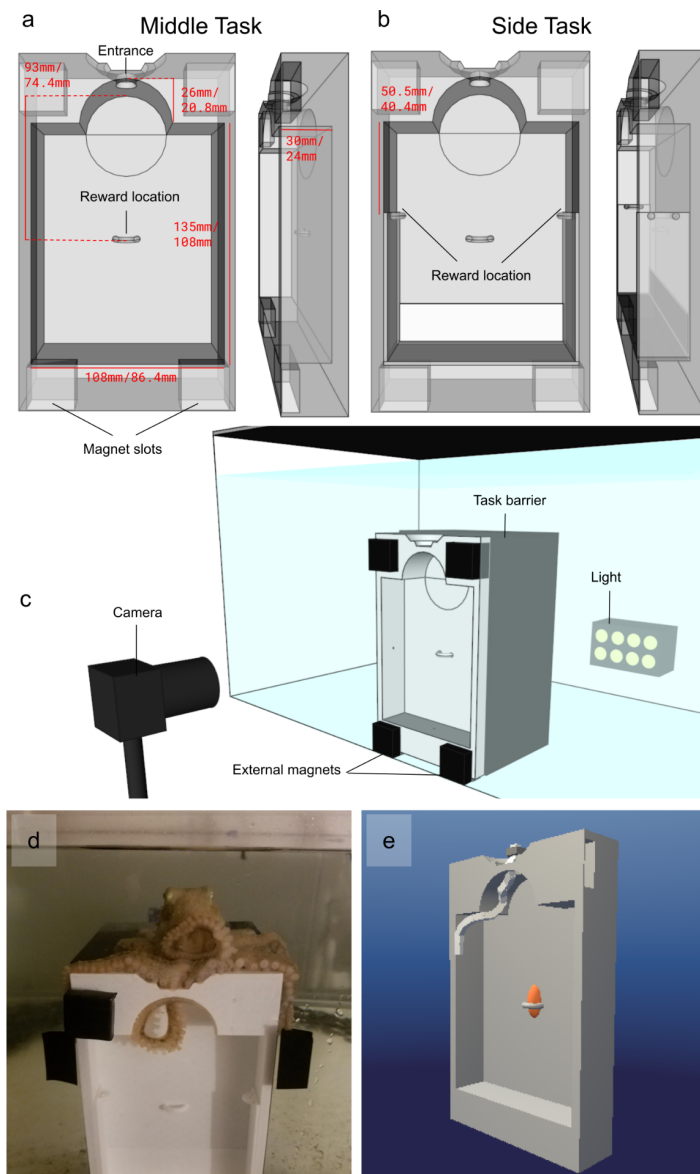 a
Middle Task
b
Side Task
Entrance
93mm/
74.4mm
26mm/
20.8mm
50.5mm/
40.4mm
30mm/
24mm
Reward location
135mm/
108mm
Reward location
108mm/86.4mm
Magnet slots
Task barrier
Light
c
Camera
External magnets
d
e